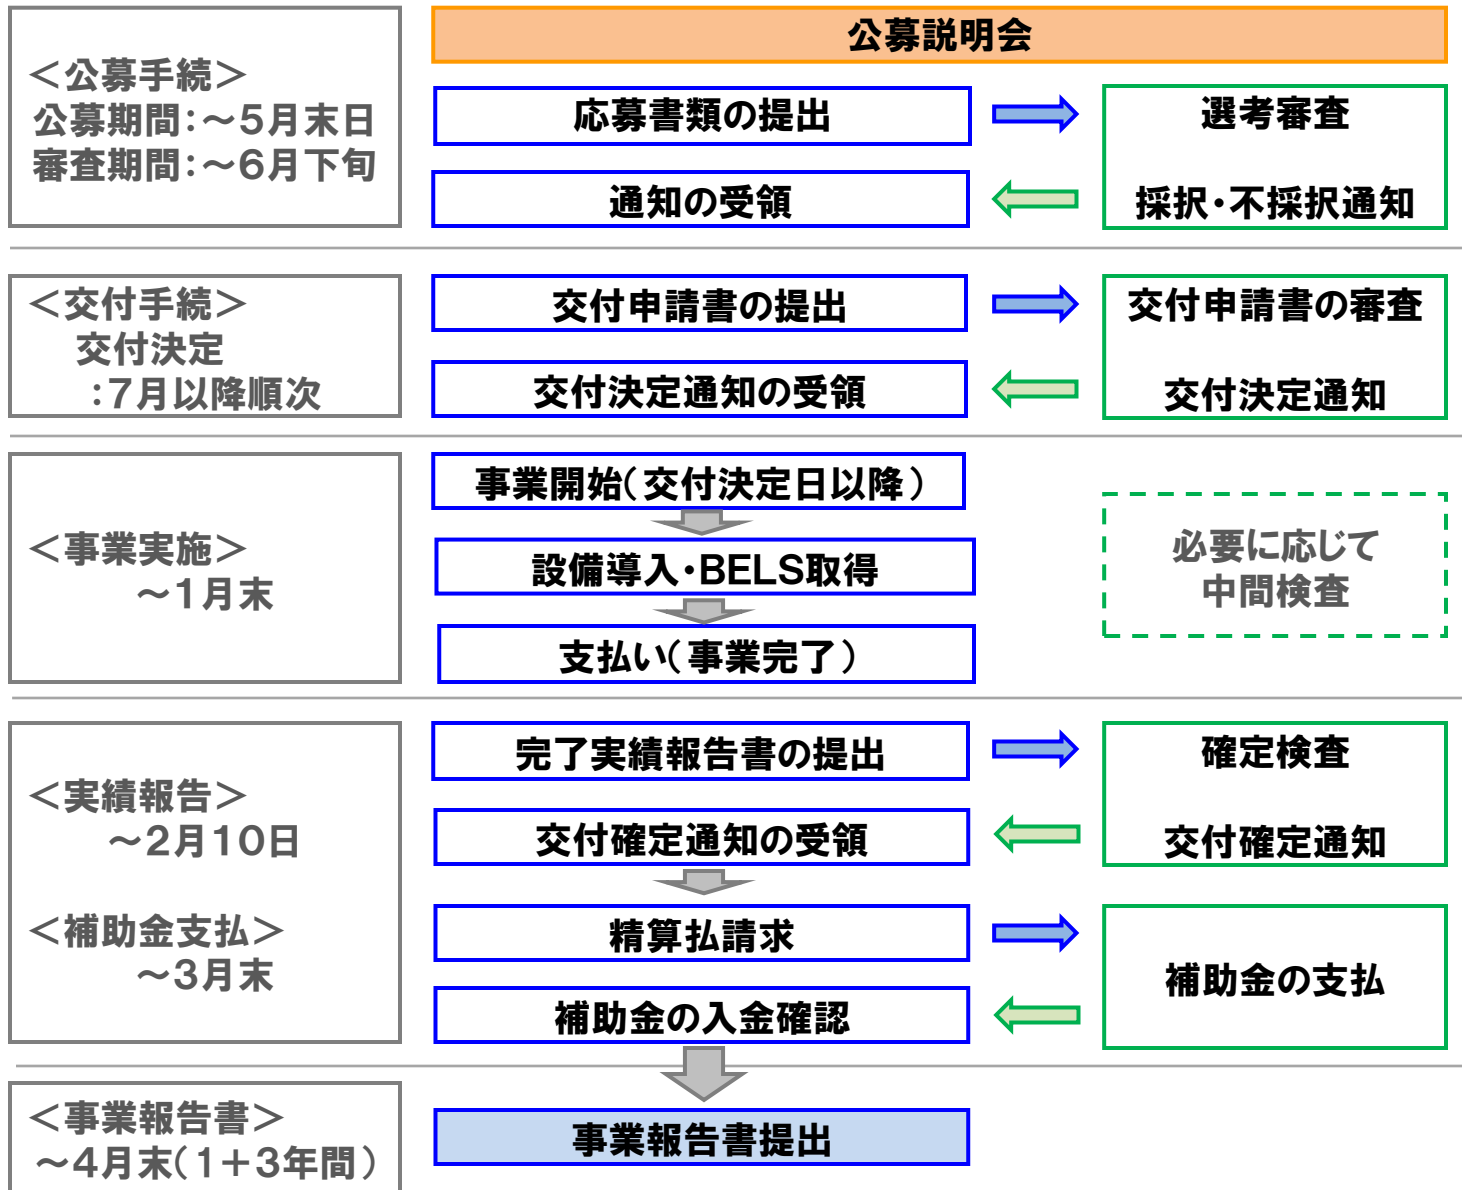 公募説明会
＜公募手続＞
公募期間：～5月末日
審査期間：～6月下旬
応募書類の提出
選考審査
通知の受領
採択・不採択通知
＜交付手続＞
交付決定
：7月以降順次
交付申請書の提出
交付申請書の審査
交付決定通知の受領
交付決定通知
＜事業実施＞
～1月末
事業開始（交付決定日以降）
設備導入・BELS取得
支払い（事業完了）
必要に応じて
中間検査
＜実績報告＞
～2月10日
＜補助金支払＞
～3月末
完了実績報告書の提出
確定検査
交付確定通知の受領
交付確定通知
精算払請求
補助金の支払
補助金の入金確認
＜事業報告書＞
～4月末（1＋3年間）
事業報告書提出